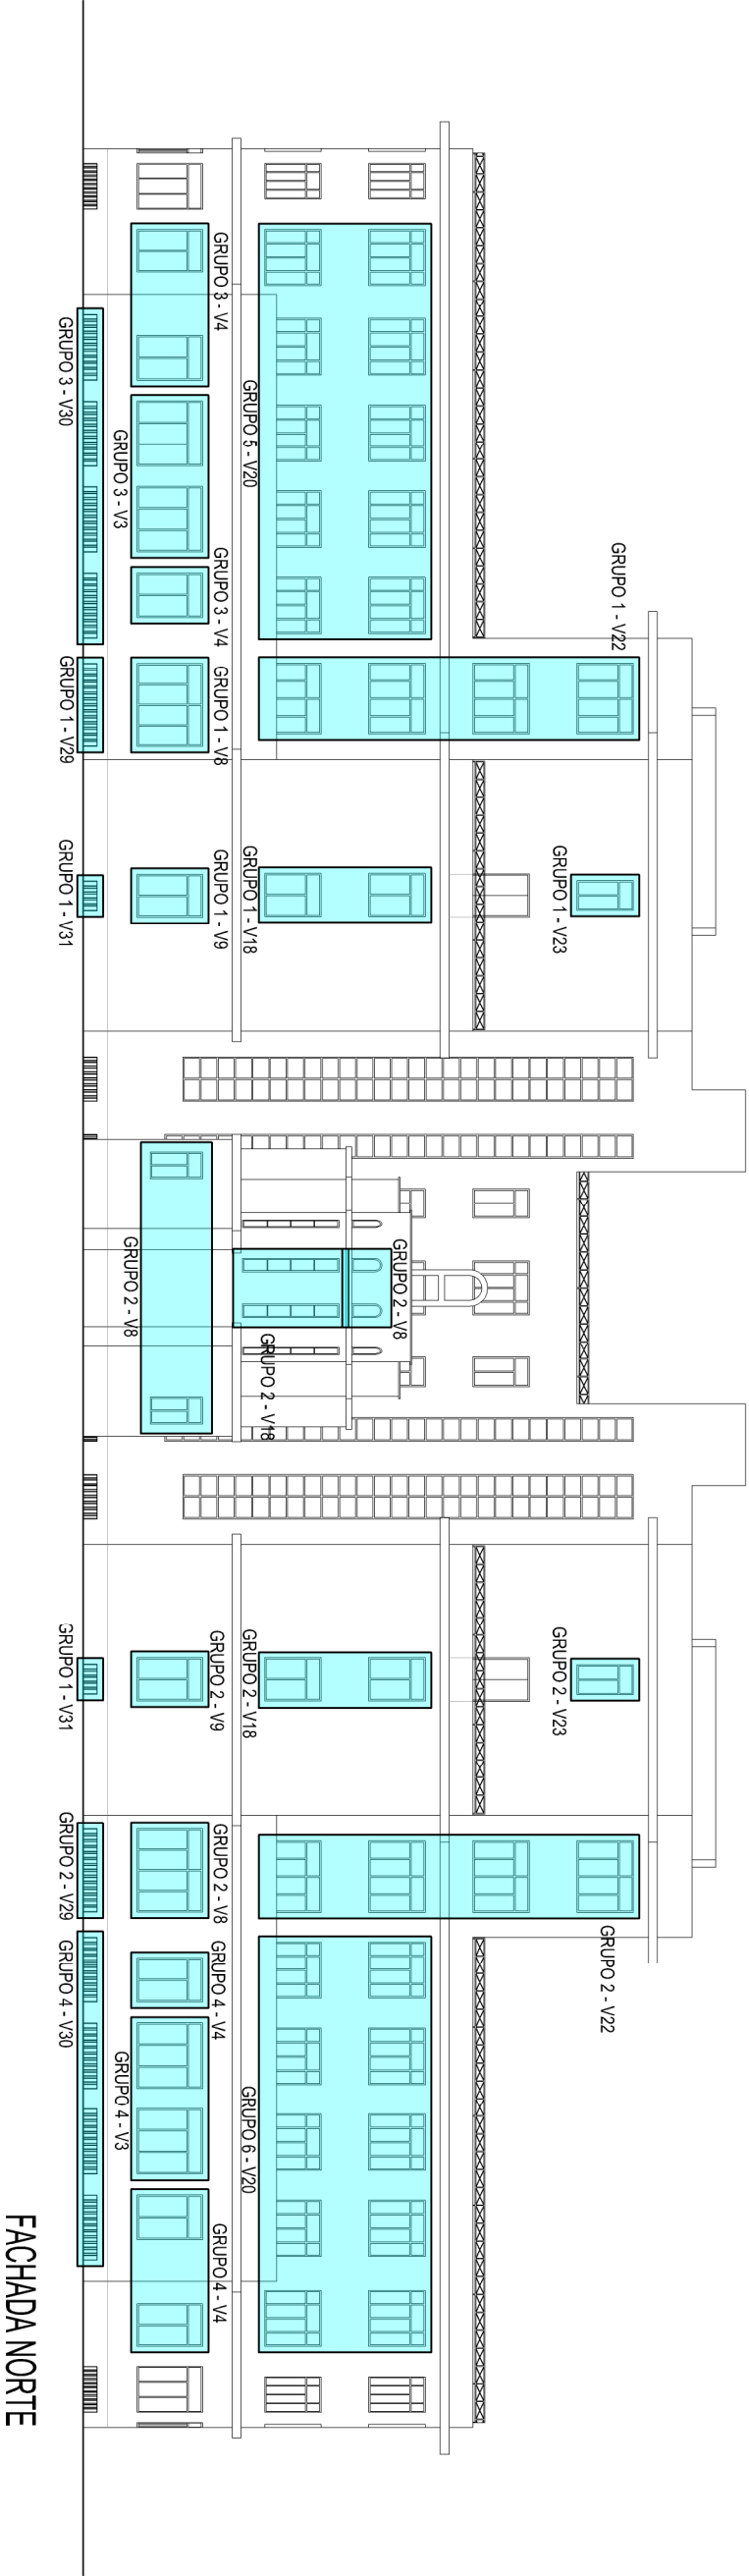 GRUPO 1 - V22
GRUPO 2 - V22
GRUPO 1 - V23
GRUPO 2 - V23
GRUPO 2 - V8
GRUPO 2 - V18
GRUPO 5 - V20
GRUPO 1 - V18
GRUPO 2 - V18
GRUPO 6 - V20
GRUPO 3 - V4
GRUPO 3 - V4
GRUPO 1 - V8
GRUPO 1 - V9
GRUPO 2 - V9
GRUPO 2 - V8
GRUPO 4 - V4
GRUPO 4 - V4
GRUPO 3 - V3
GRUPO 2 - V8
GRUPO 4 - V3
GRUPO 3 - V30
GRUPO 1 - V29
GRUPO 1 - V31
GRUPO 1 - V31
GRUPO 2 - V29
GRUPO 4 - V30
FACHADA NORTE